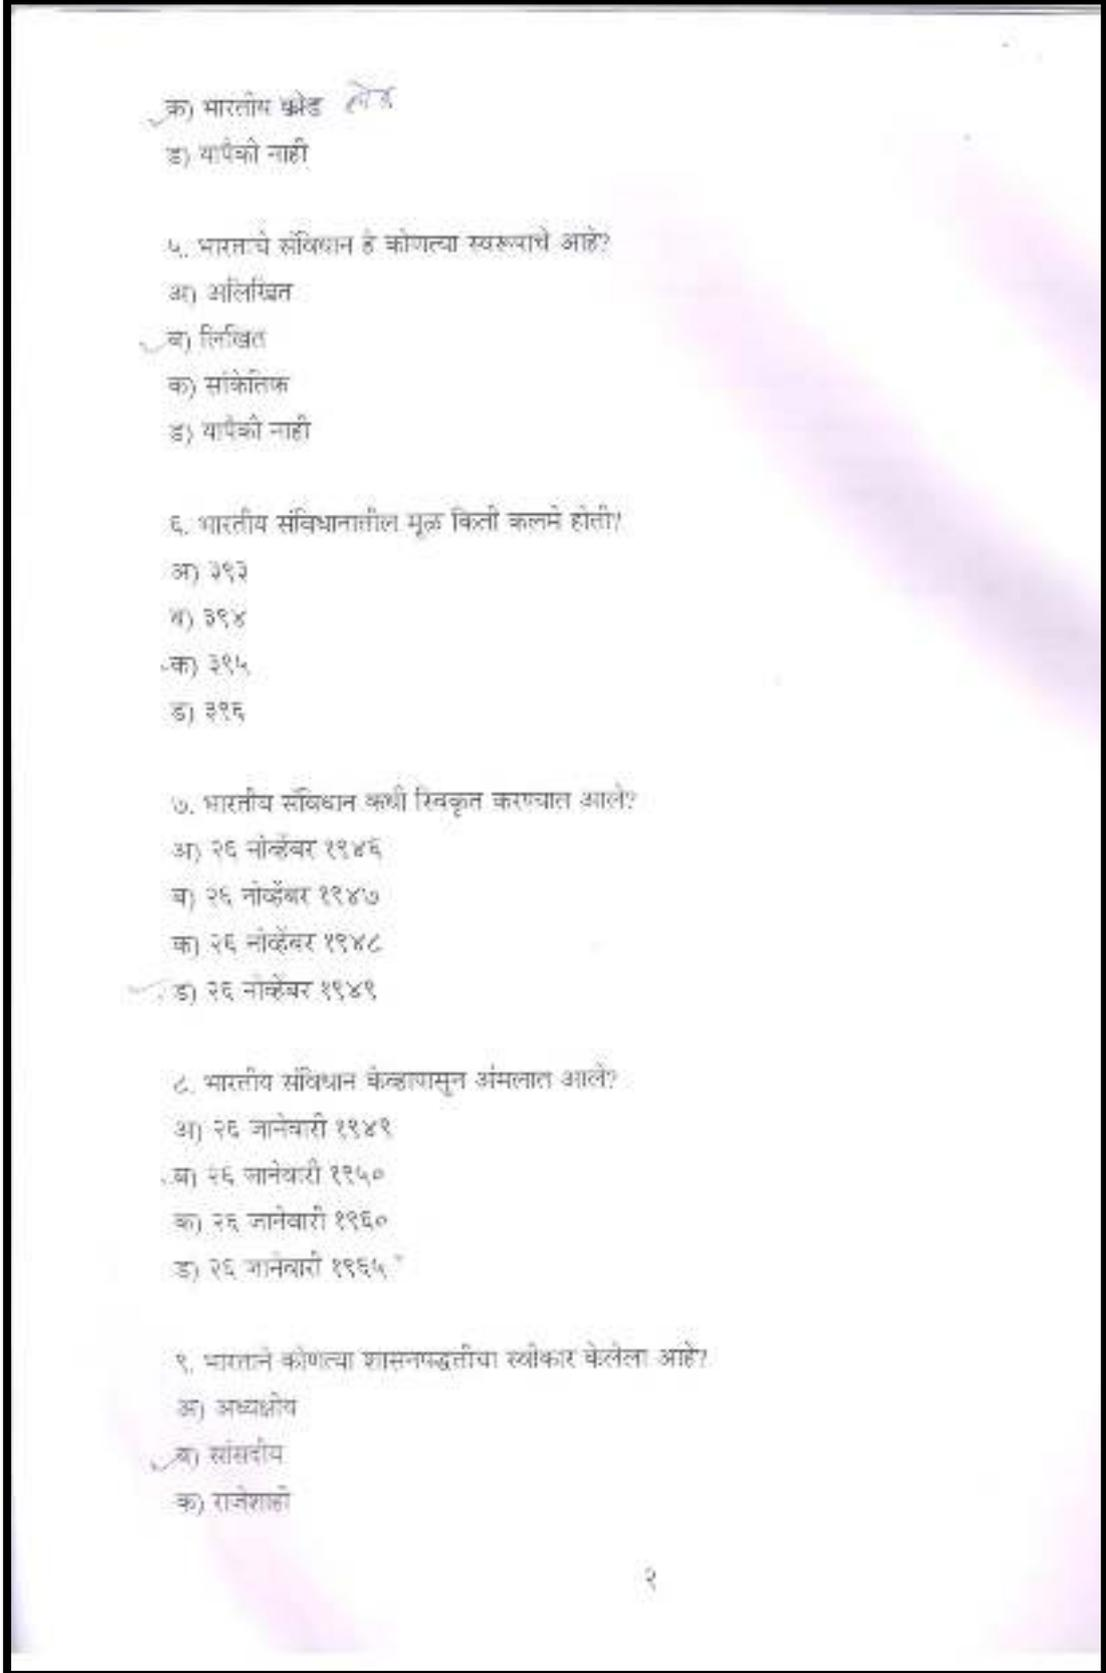 क) भारतीय कोड
ड) यापैकी नाही
५. भारताचे संविधान हे कोणत्या स्वरूपाचे आहे?
अ) अलिखित
ब) लिखित
क) सांकेतिक
ड) यापैकी नाही
६. भारतीय संविधानातील मूळ किती कलमे होती?
अ) ३९३
ब) ३९४
क) ३९५
ड) ३९६
७. भारतीय संविधान कधी स्विकृत करण्यात आले?
अ) २६ नोव्हेंबर १९४६
ब) २६ नोव्हेंबर १९४७
क) २६ नोव्हेंबर १९४८
ड) २६ नोव्हेंबर १९४९
८. भारतीय संविधान केव्हापासुन अंमलात आले?
अ) २६ जानेवारी १९४९
ब) २६ जानेवारी १९५०
क) २६ जानेवारी १९६०
ड) २६ जानेवारी १९६५
९. भारताने कोणत्या शासनपद्धतीचा स्वीकार केलेला आहे?
अ) अध्यक्षीय
ब) सांसदीय
क) राजेशाही
२